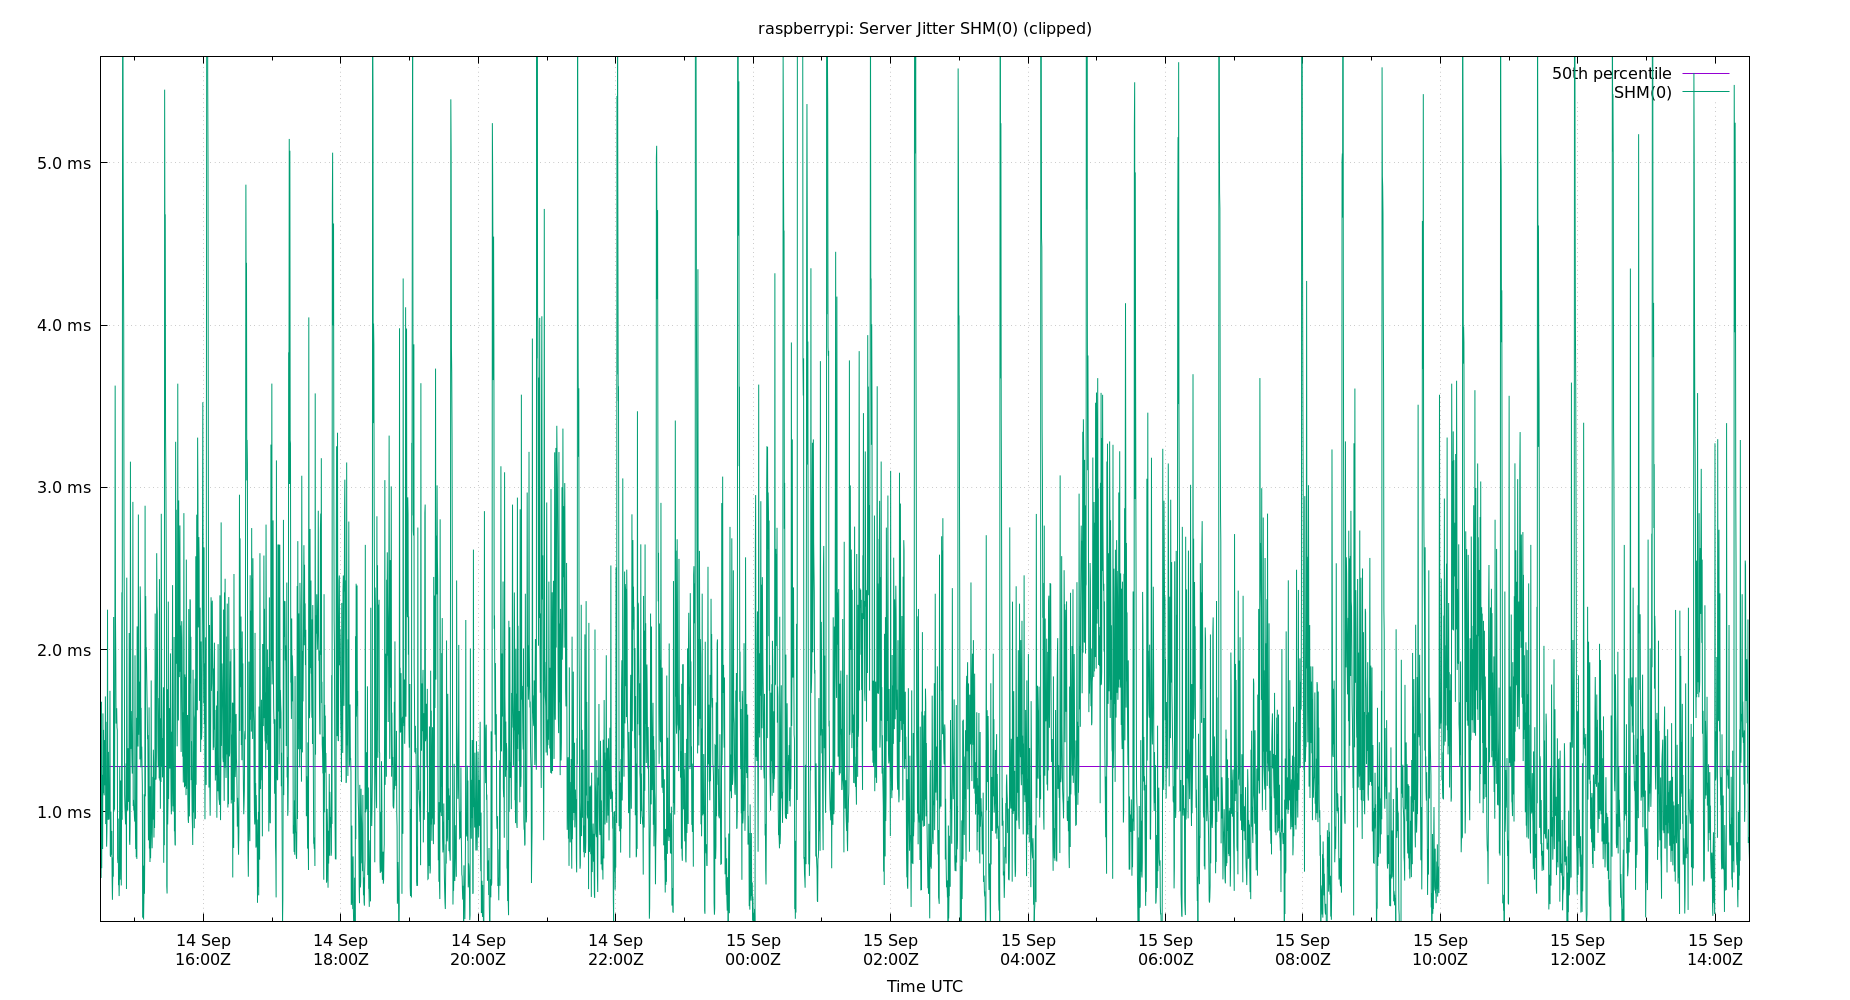 raspberrypi: Server Jitter SHM(0) (clipped)
50th percentile
SHM(0)
5.0 ms
4.0 ms
3.0 ms
2.0 ms
1.0 ms
14 Sep 14 Sep 14 Sep 14 Sep 15 Sep 15 Sep 15 Sep 15 Sep 15 Sep 15 Sep 15 Sep 15 Sep
16:00Z 18:00Z 20:00Z 22:00Z 00:00Z 02:00Z 04:00Z 06:00Z 08:00Z 10:00Z 12:00Z 14:00Z
Time UTC